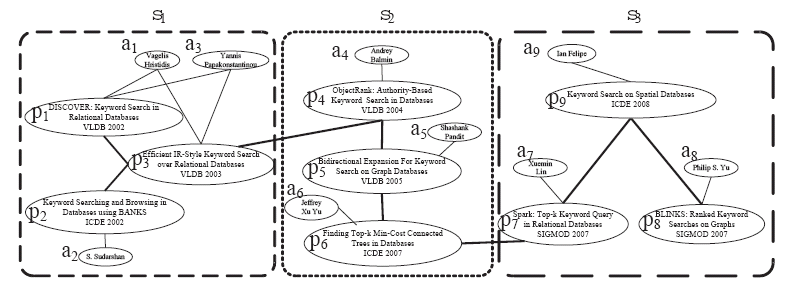 S1
S2
S3
a1
Vagelis
Hristidis
a3
Yannis
Papakonstantinou
p1
DISCOVER: Keyword Search in
Relational Databases
VLDB 2002
p3
Efficient IR-Style Keyword Search
over Relational Databases
VLDB 2003
p2
Keyword Searching and Browsing in
Databases using BANKS
ICDE 2002
a2
S. Sudarshan
a4
Andrey
Balmin
p4
ObjectRank: Authority-Based
Keyword Search in Databases
VLDB 2004
a5
Shashank
Pandit
p5
Bidirectional Expansion For Keyword
Search on Graph Databases
VLDB 2005
a6
Jeffrey
Xu Yu
p6
Finding Top-k Min-Cost Connected
Trees in Databases
ICDE 2007
a9
Ian Felipe
p9
Keyword Search on Spatial Databases
ICDE 2008
a7
Xuemin
Lin
a8
Philip S. Yu
p7
Spark: Top-k Keyword Query
in Relational Databases
SIGMOD 2007
p8
BLINKS: Ranked Keyword
Searches on Graphs
SIGMOD 2007